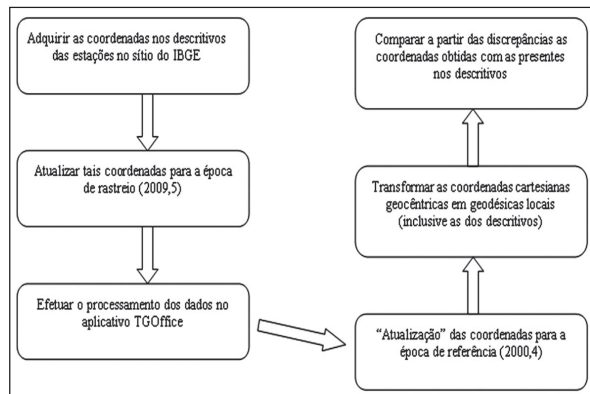 Adquirir as coordenadas nos descritivos
das estações no sítio do IBGE
Atualizar tais coordenadas para a época
de rastreio (2009,5)
Efetuar o processamento dos dados no
aplicativo TGOffice
"Atualização" das coordenadas para a
época de referência (2000,4)
Transformar as coordenadas cartesianas
geocêntricas em geodésicas locais
(inclusive as dos descritivos)
Comparar a partir das discrepâncias as
coordenadas obtidas com as presentes
nos descritivos